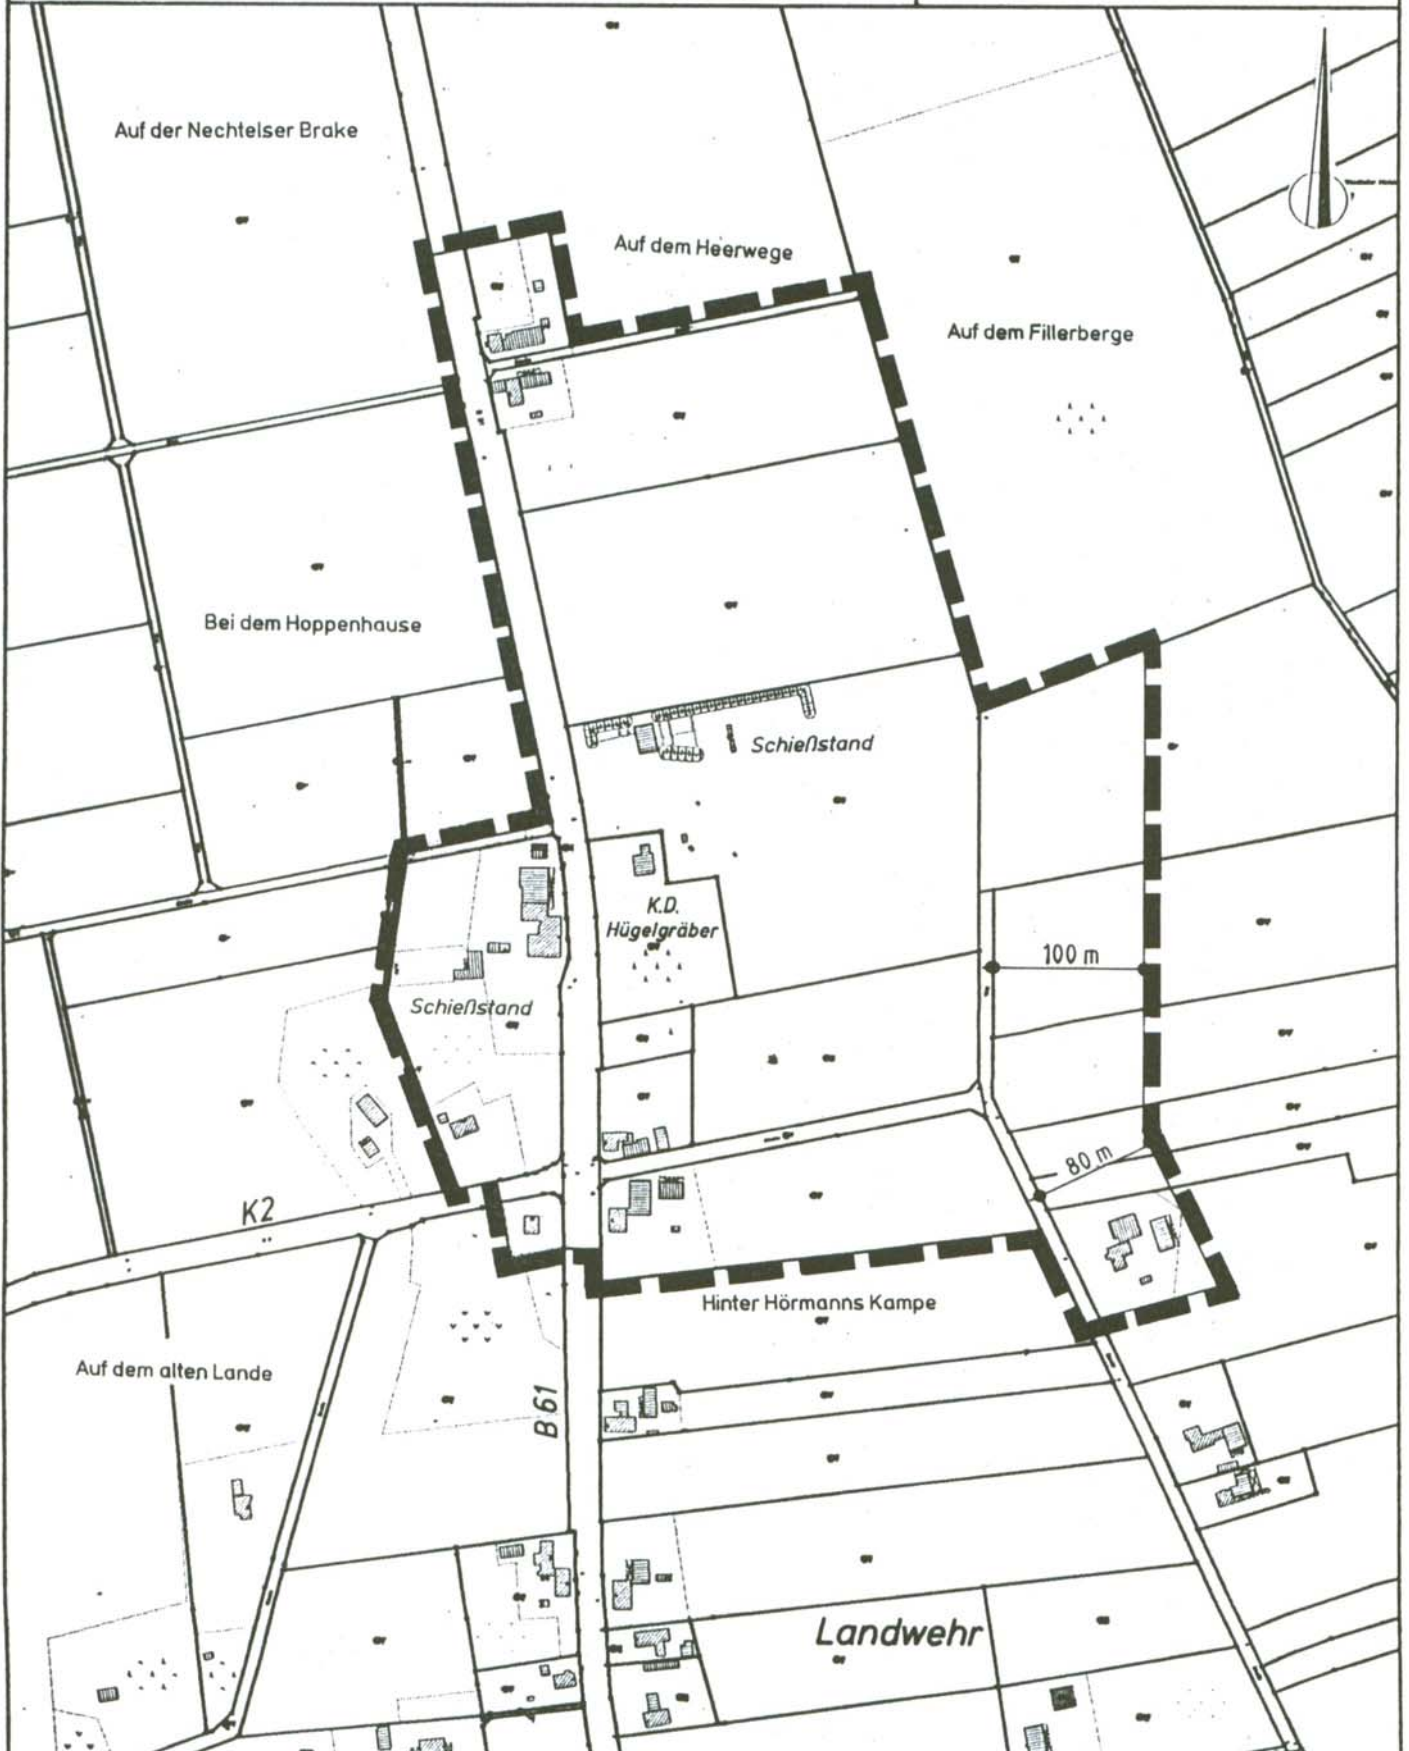 Auf der Nechtelser Brake
Auf dem Heerwege
Auf dem Fillerberge
Bei dem Hoppenhause
Schießstand
K.D.
Hügelgräber
100 m
Schießstand
80 m
K2
Hinter Hörmanns Kampe
Auf dem alten Lande
B 61
Landwehr